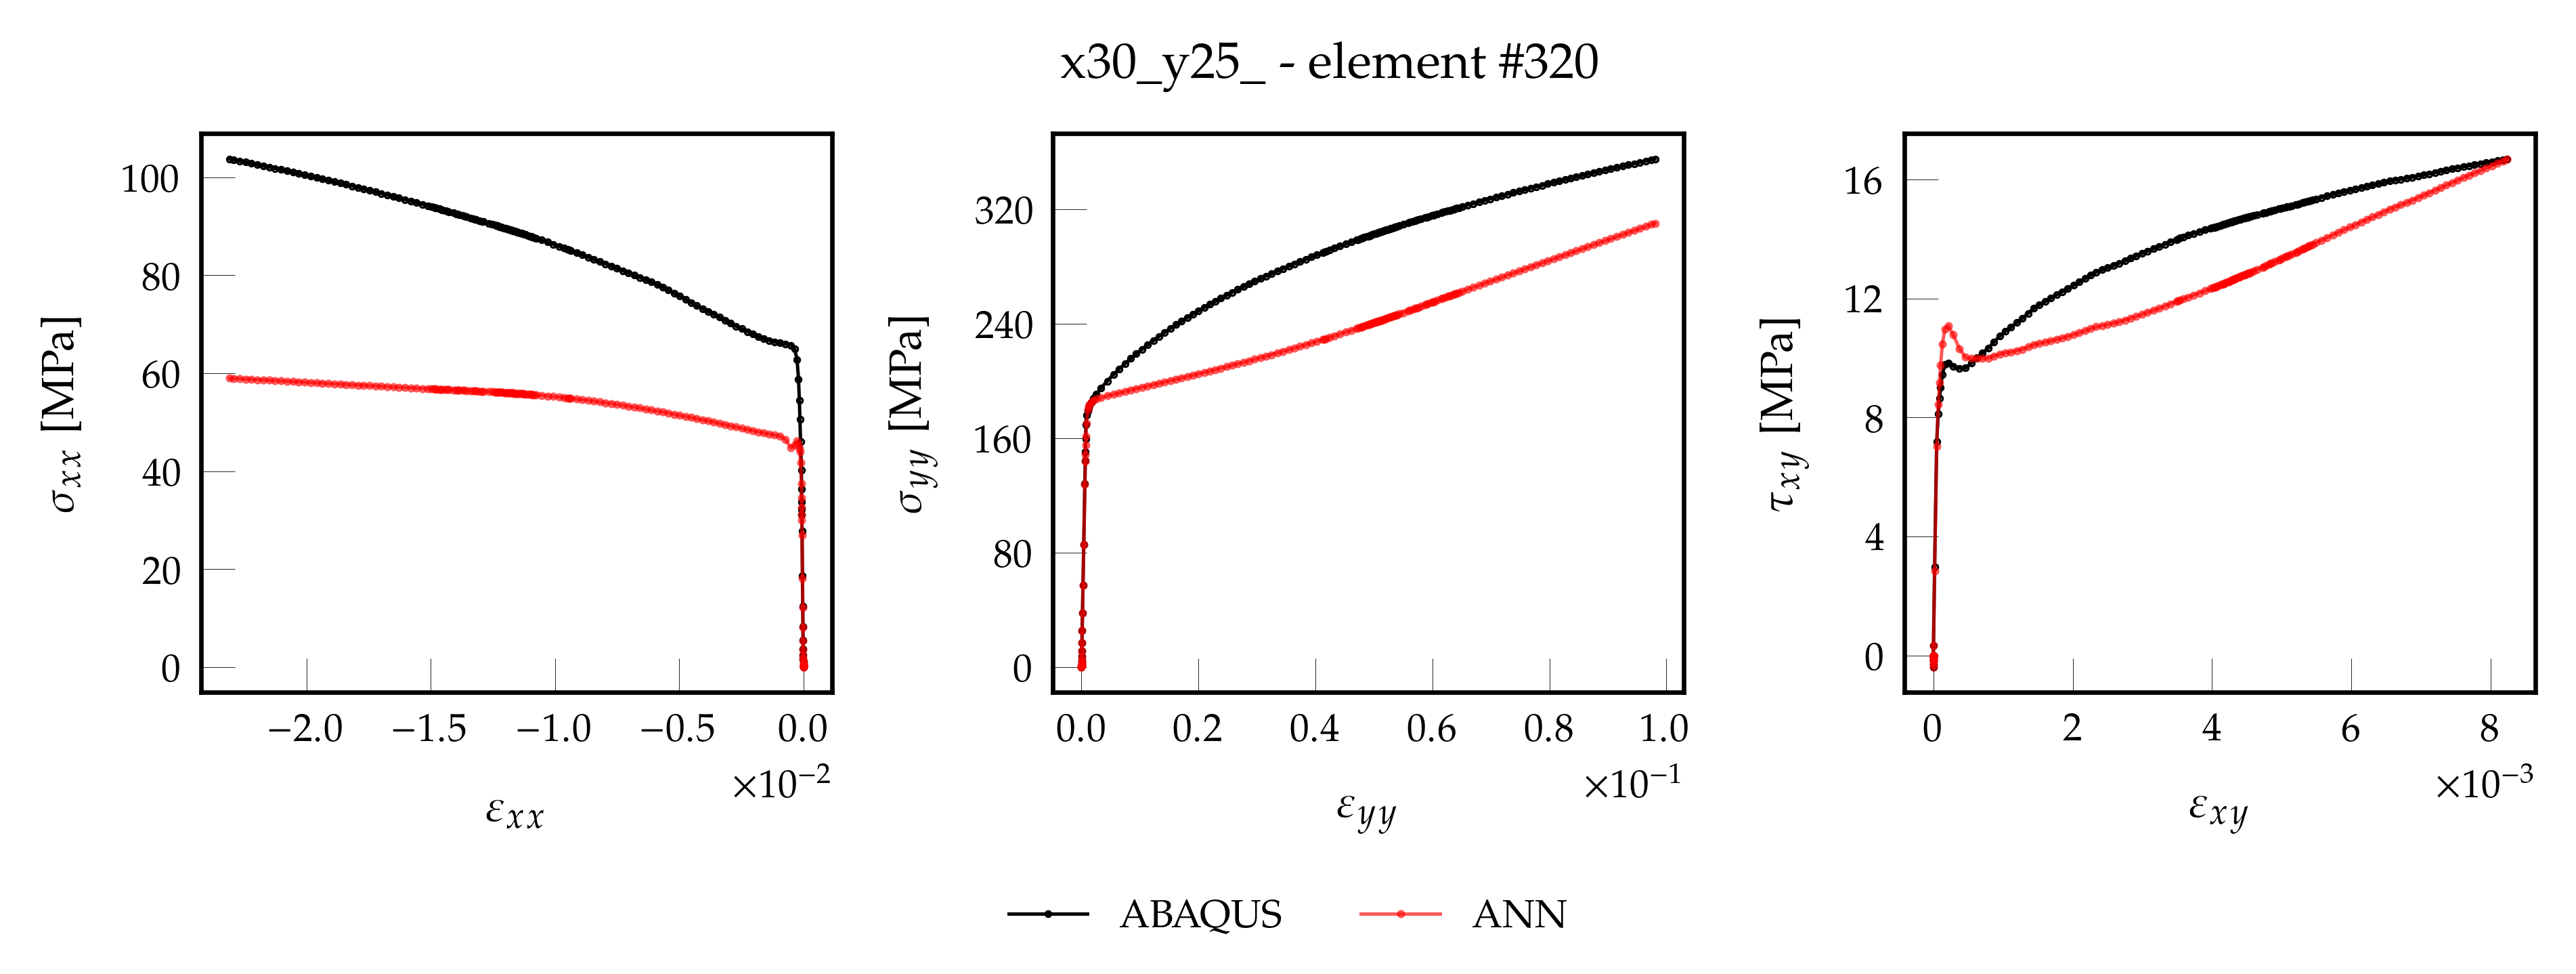 x30_y25_ - element #320
σxx [MPa]
100
80
60
40
20
0
−2.0 −1.5 −1.0 −0.5 0.0
×10−2
εxx
σyy [MPa]
320
240
160
80
0
0.0 0.2 0.4 0.6 0.8 1.0
×10−1
εyy
τxy [MPa]
16
12
8
4
0
0 2 4 6 8
×10−3
εxy
ABAQUS ANN